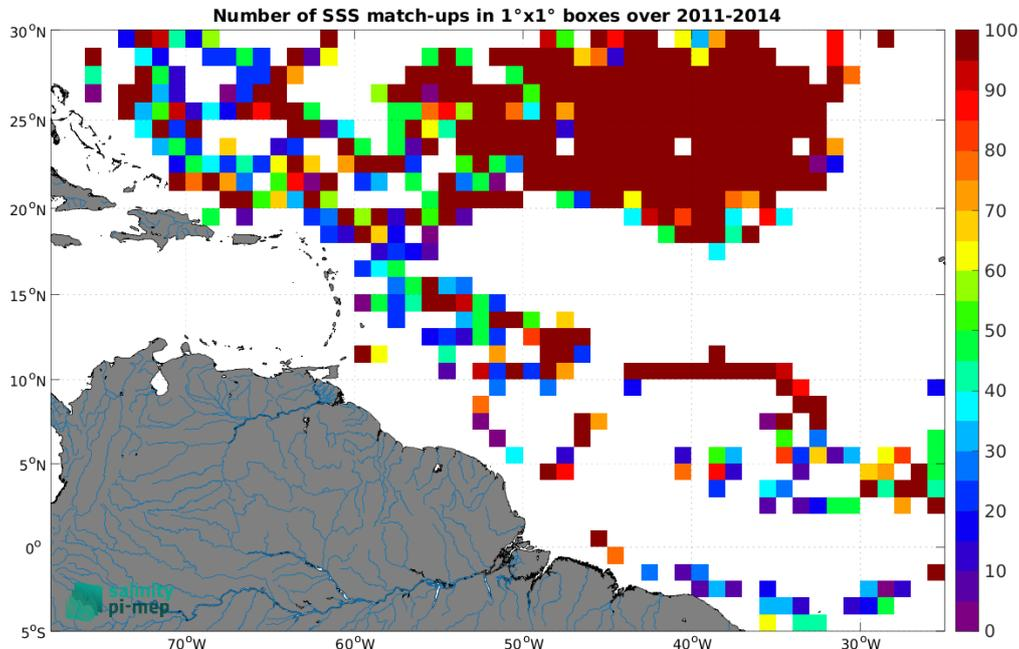 Number of SSS match-ups in 1°x1° boxes over 2011-2014
30°N
25°N
20°N
15°N
10°N
5°N
0°
5°S
70°W
60°W
50°W
40°W
30°W
100
90
80
70
60
50
40
30
20
10
0
salinity
pi-mep